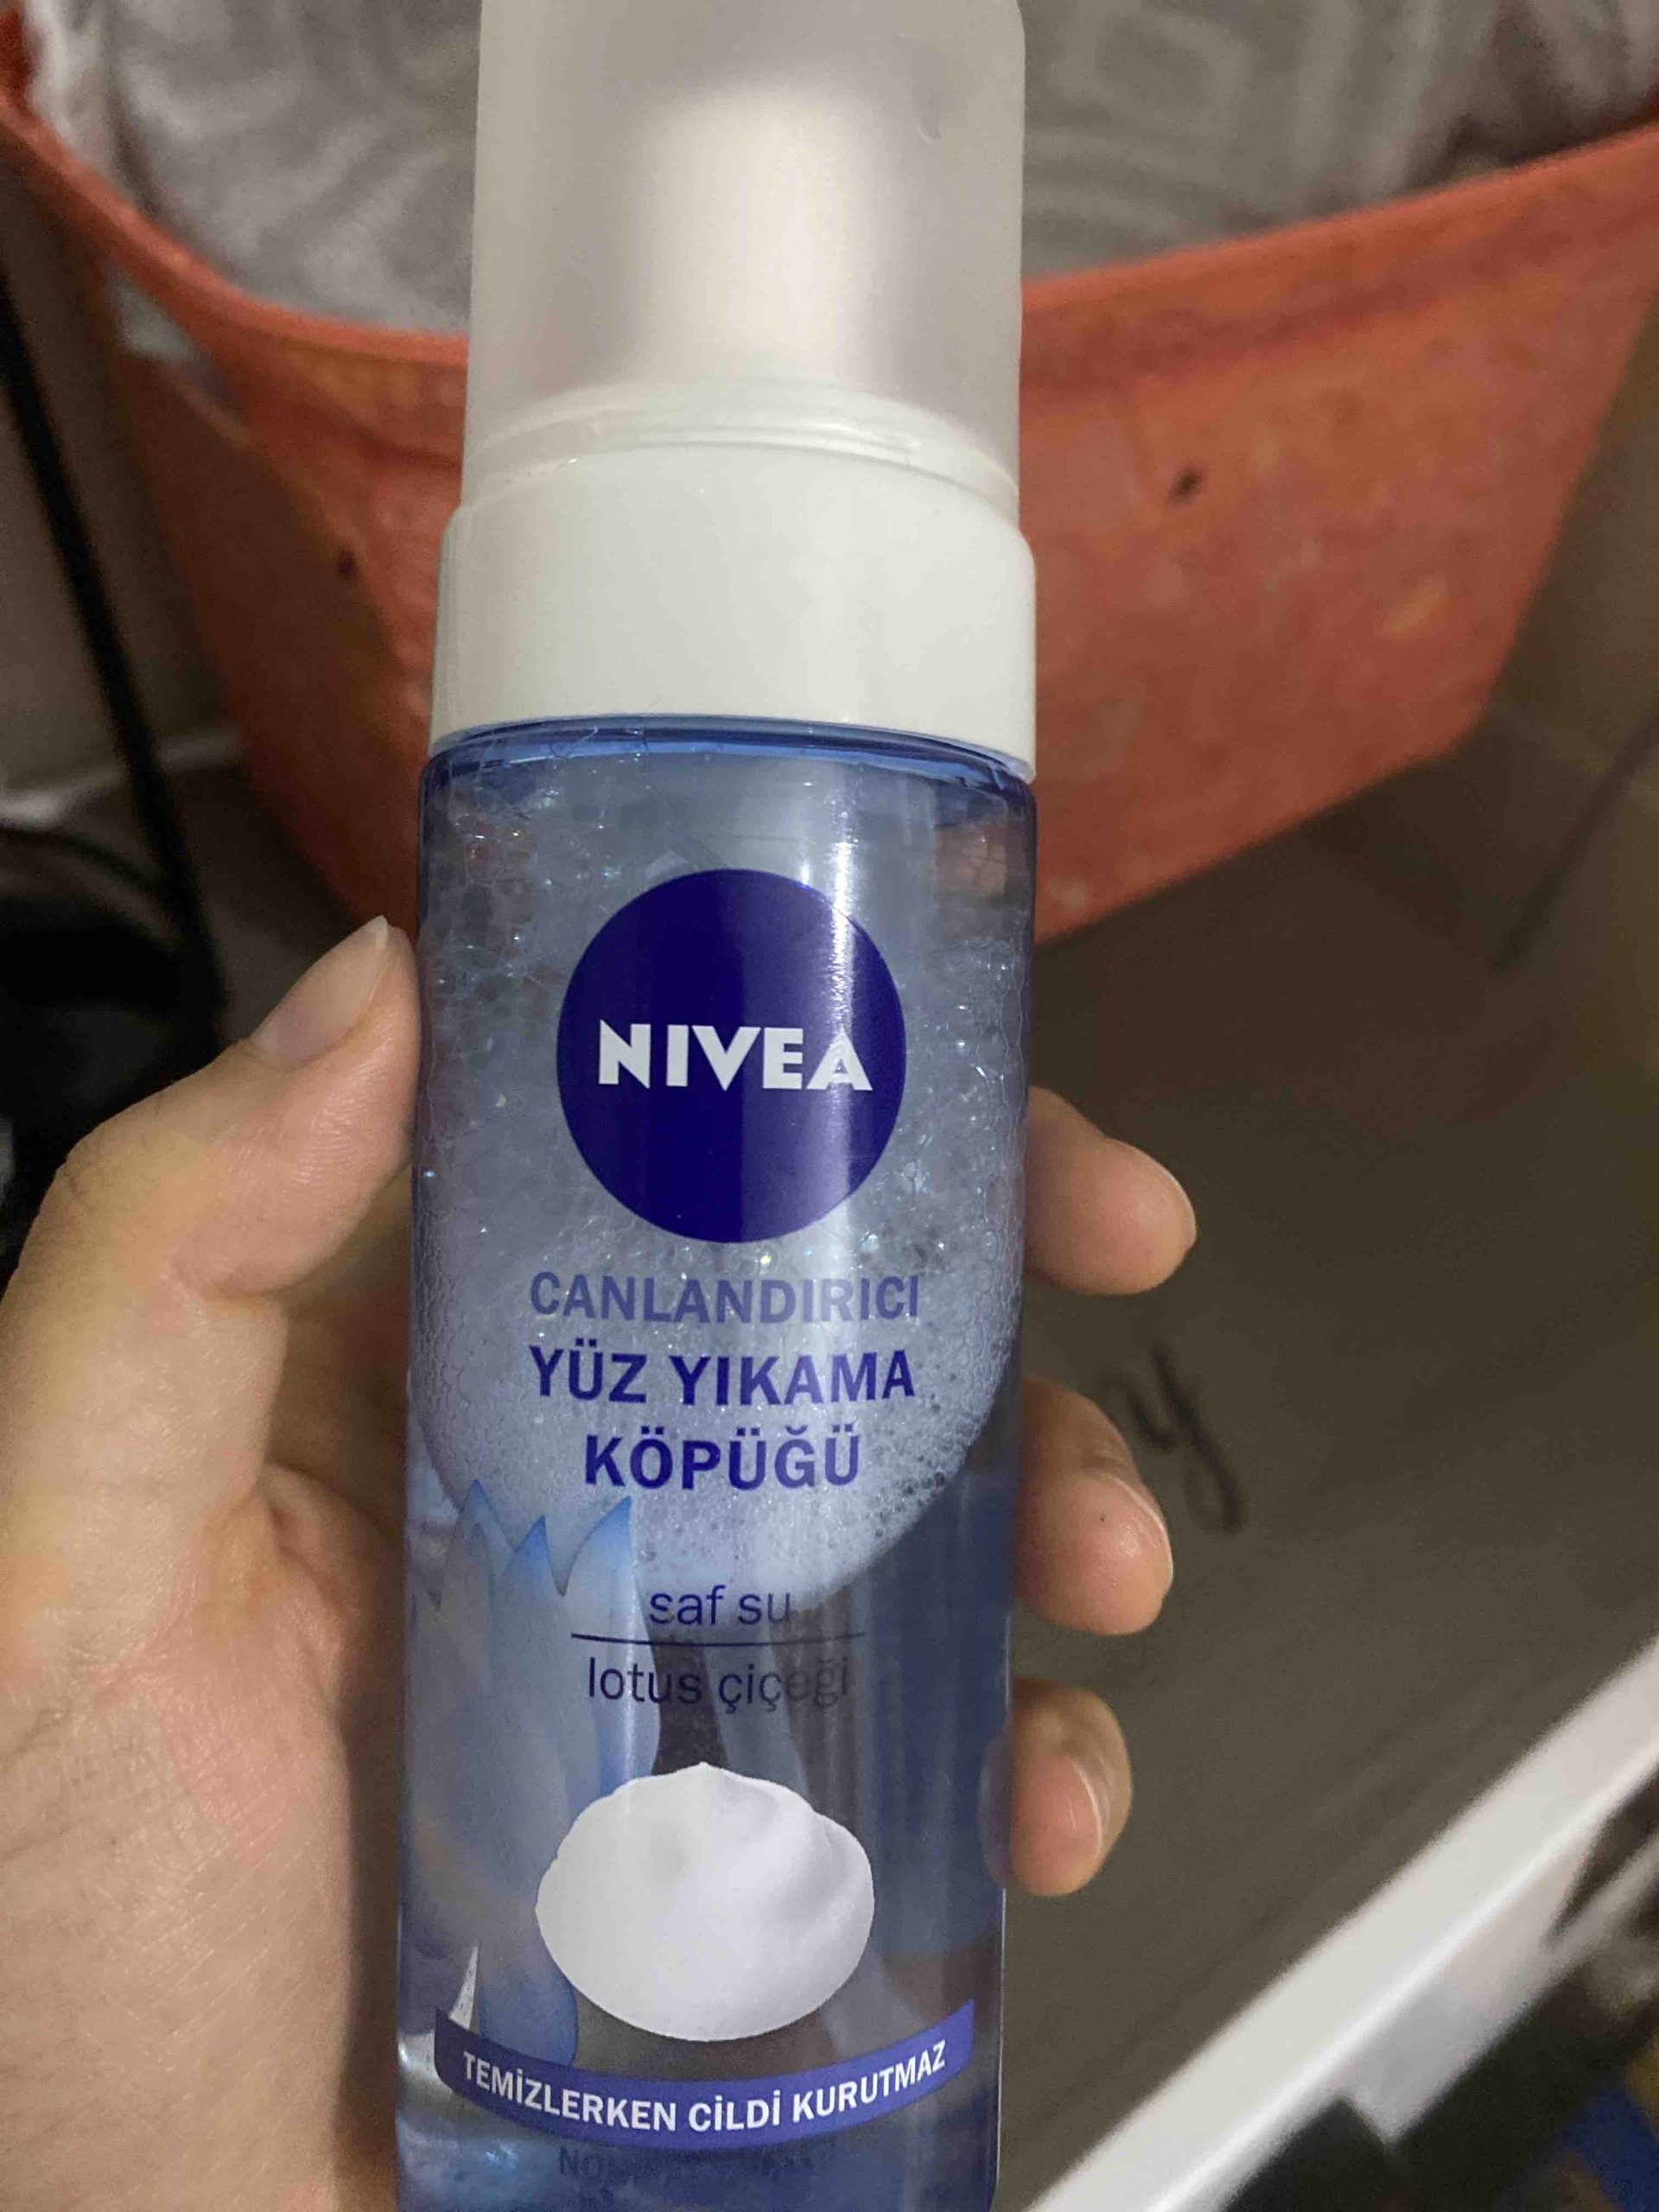 NIVEA
CANLANDIRICI
YÜZ YIKAMA
KÖPÜĞÜ
saf su
lotus çiçeği
TEMİZLERKEN CİLDİ KURUTMAZ